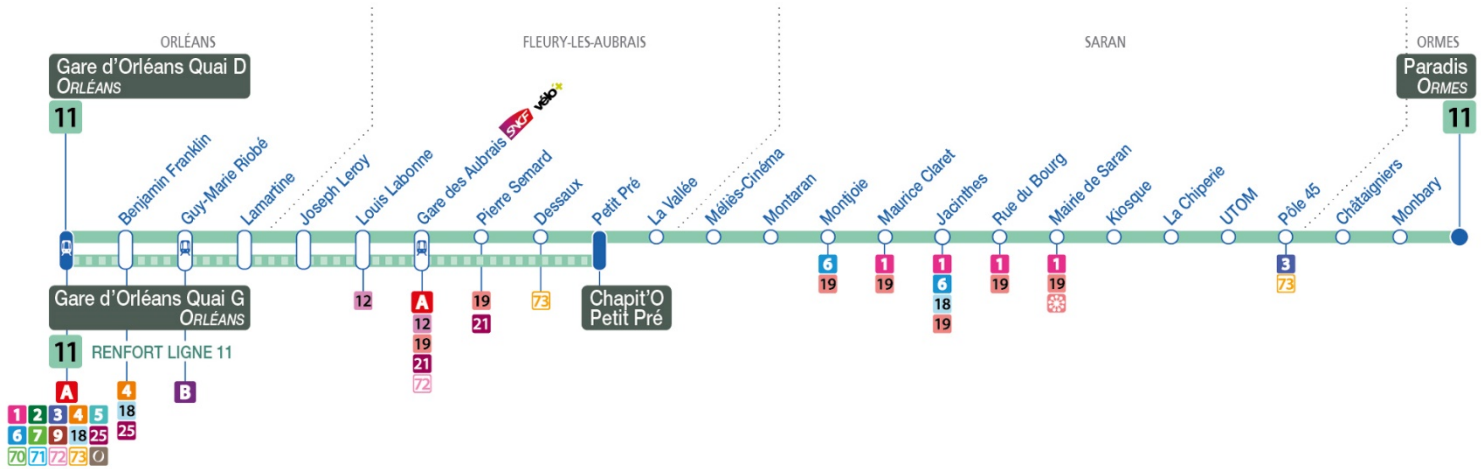 ORLÉANS
FLEURY-LES-AUBRAIS
SARAN
ORMES
Gare d'Orléans Quai D
ORLÉANS
11
Paradis
ORMES
11
SNCF
vélo+
Benjamin Franklin
Guy-Marie Riobé
Lamartine
Joseph Leroy
Louis Labonne
Gare des Aubrais
Pierre Semard
Dessaux
Petit Pré
La Vallée
Méliès-Cinéma
Montaran
Montjoie
Maurice Claret
Jacinthes
Rue du Bourg
Mairie de Saran
Kiosque
La Chiperie
UTOM
Pôle 45
Châtaigniers
Monbary
Gare d'Orléans Quai G
ORLÉANS
11 RENFORT LIGNE 11
A
1 2 3 4 5
6 7 9 18 25
70 71 72 73 O
4
18
25
B
12
A
12
19
21
72
19
21
73
Chapit'O
Petit Pré
6
19
1
19
1
6
18
19
1
19
1
19
3
73